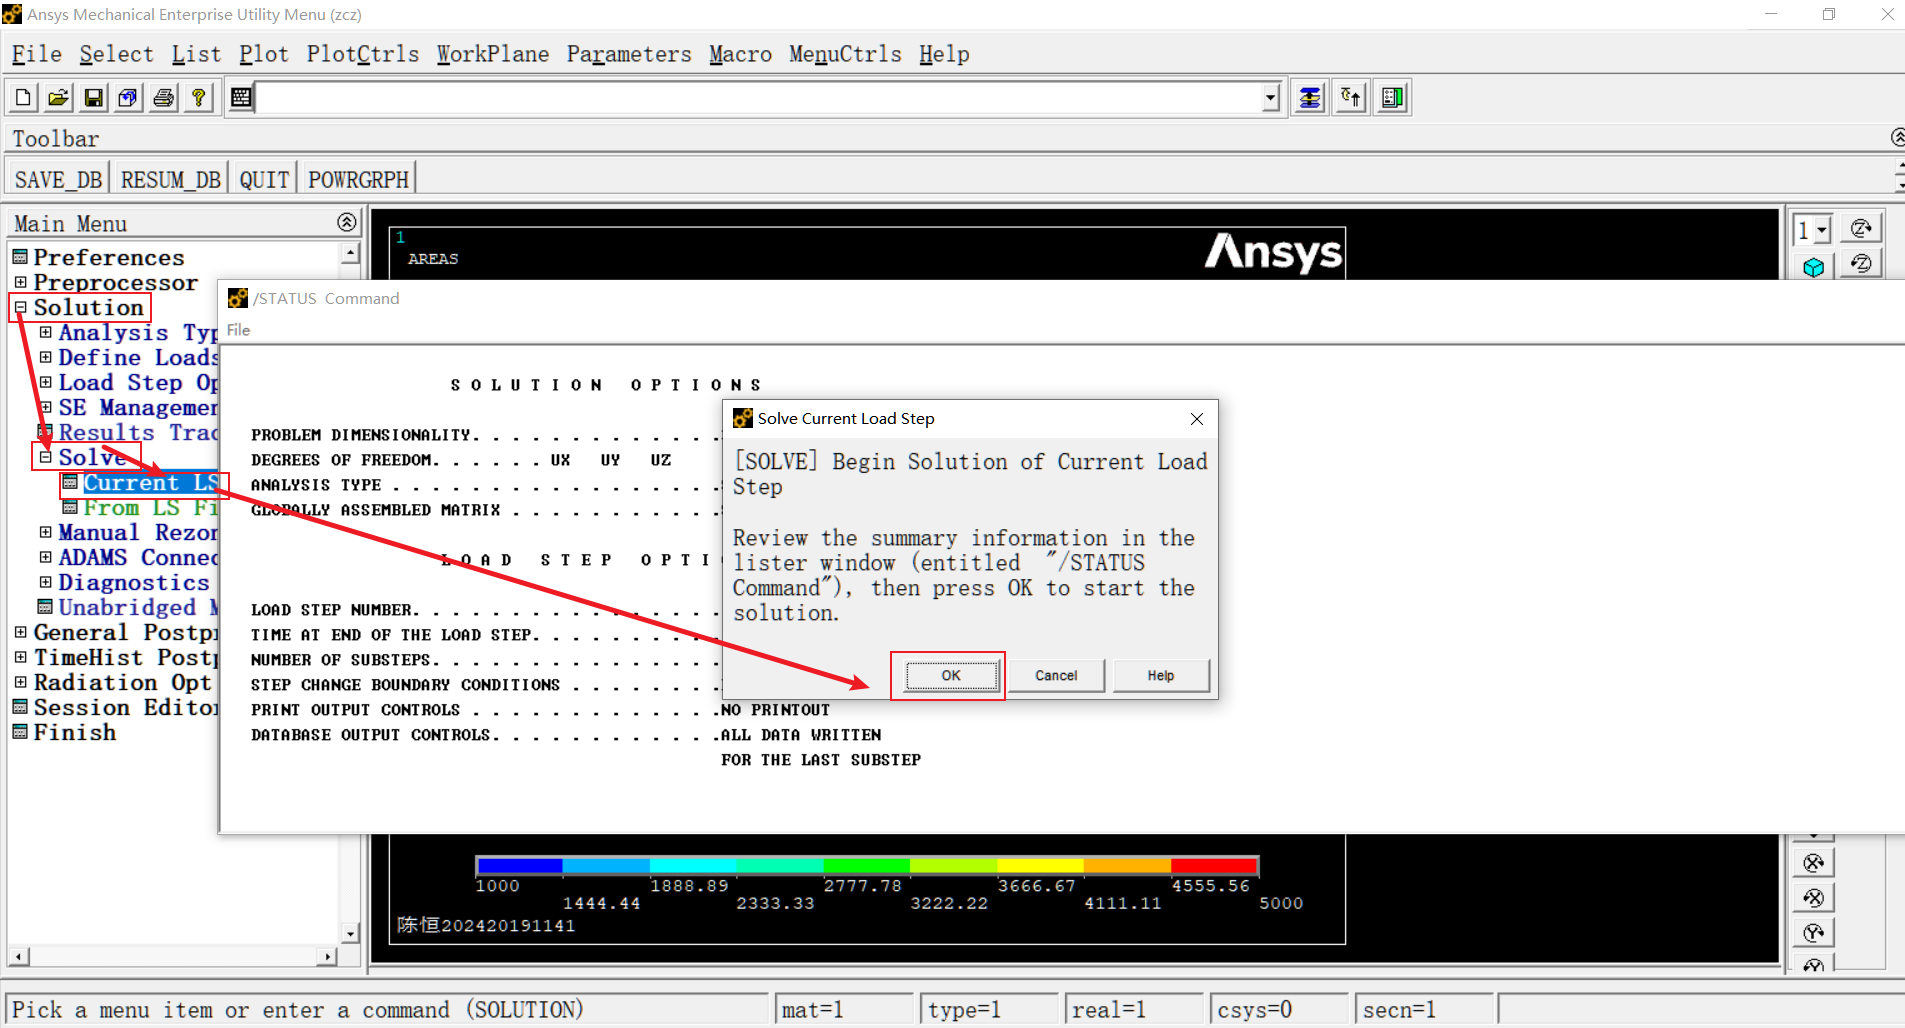 Ansys Mechanical Enterprise Utility Menu (zcz)
File Select List Plot PlotCtrls WorkPlane Parameters Macro MenuCtrls Help
Toolbar
SAVE_DB RESUM_DB QUIT POWRGRPH
Main Menu
Preferences
Preprocessor
Solution
Analysis Typ
Define Loads
Load Step Op
SE Managemen
Results Trac
Solve
Current LS
From LS Fi
Manual Rezon
ADAMS Connec
Diagnostics
Unabridged M
General Postp
TimeHist Postp
Radiation Opt
Session Editor
Finish
1
AREAS
Ansys
1
/STATUS Command
File
SOLUTION OPTIONS
PROBLEM DIMENSIONALITY. . . . . . . . . . . . .
DEGREES OF FREEDOM. . . . . . UX UY UZ
ANALYSIS TYPE . . . . . . . . . . . . . . . . .
GLOBALLY ASSEMBLED MATRIX . . . . . . . . . . .
LOAD STEP OPTI
LOAD STEP NUMBER. . . . . . . . . . . . . . . .
TIME AT END OF THE LOAD STEP. . . . . . . . . .
NUMBER OF SUBSTEPS. . . . . . . . . . . . . . .
STEP CHANGE BOUNDARY CONDITIONS . . . . . . . .
PRINT OUTPUT CONTROLS . . . . . . . . . . . . .NO PRINTOUT
DATABASE OUTPUT CONTROLS. . . . . . . . . . . .ALL DATA WRITTEN
FOR THE LAST SUBSTEP
Solve Current Load Step
[SOLVE] Begin Solution of Current Load
Step
Review the summary information in the
lister window (entitled "/STATUS
Command"), then press OK to start the
solution.
OK Cancel Help
1000 1888.89 2777.78 3666.67 4555.56
1444.44 2333.33 3222.22 4111.11 5000
陈恒202420191141
Pick a menu item or enter a command (SOLUTION) mat=1 type=1 real=1 csys=0 secn=1